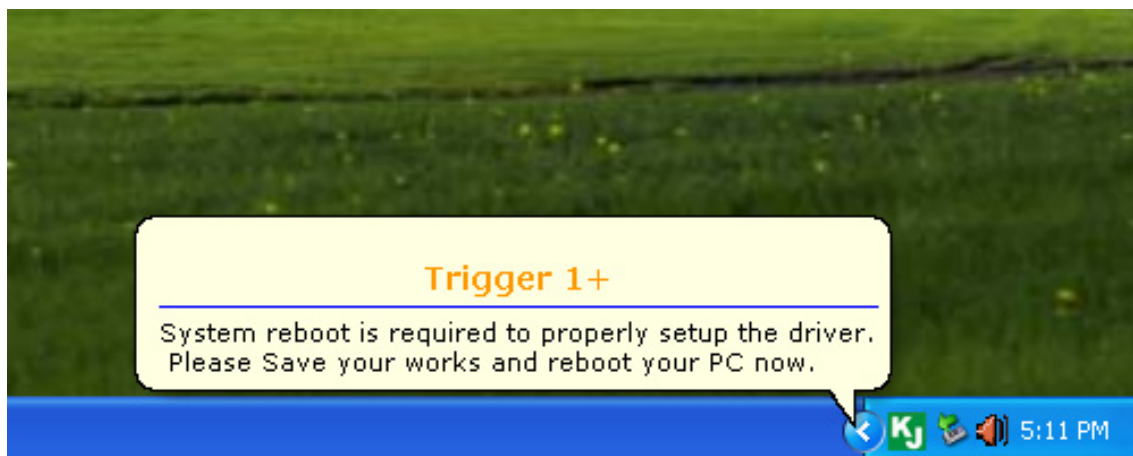 Trigger 1+
System reboot is required to properly setup the driver.
Please Save your works and reboot your PC now.
KJ 5:11 PM